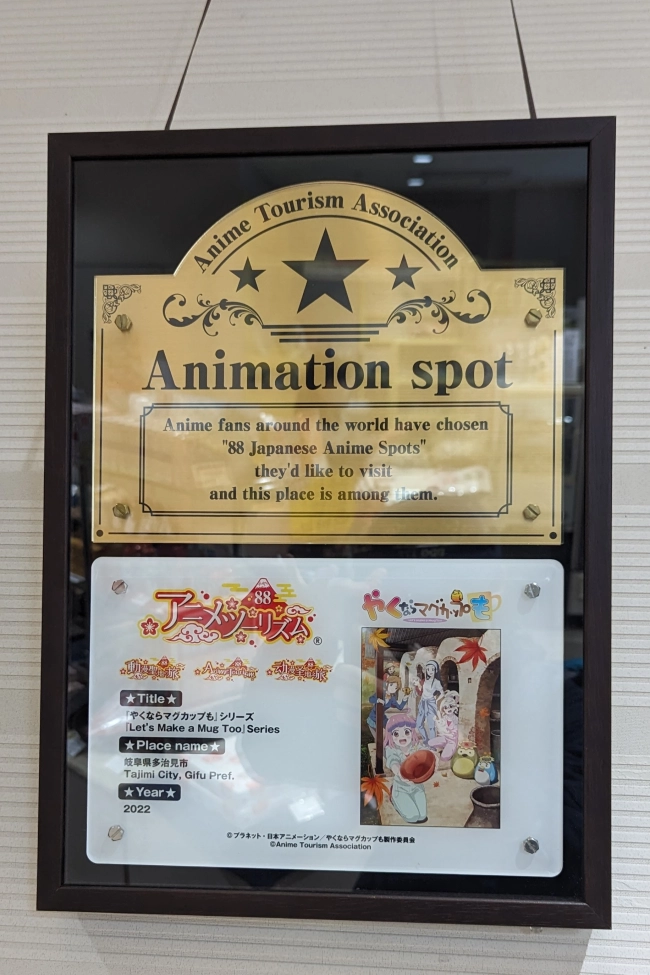 Anime Tourism Association
Animation spot
Anime fans around the world have chosen
"88 Japanese Anime Spots"
they'd like to visit
and this place is among them.
88
アニメツーリズム®
やくならマグカップも
★Title★
「やくならマグカップも」シリーズ
「Let's Make a Mug Too」Series
★Place name★
岐阜県多治見市
Tajimi City, Gifu Pref.
★Year★
2022
©プラネット・日本アニメーション/やくならマグカップも製作委員会
©Anime Tourism Association